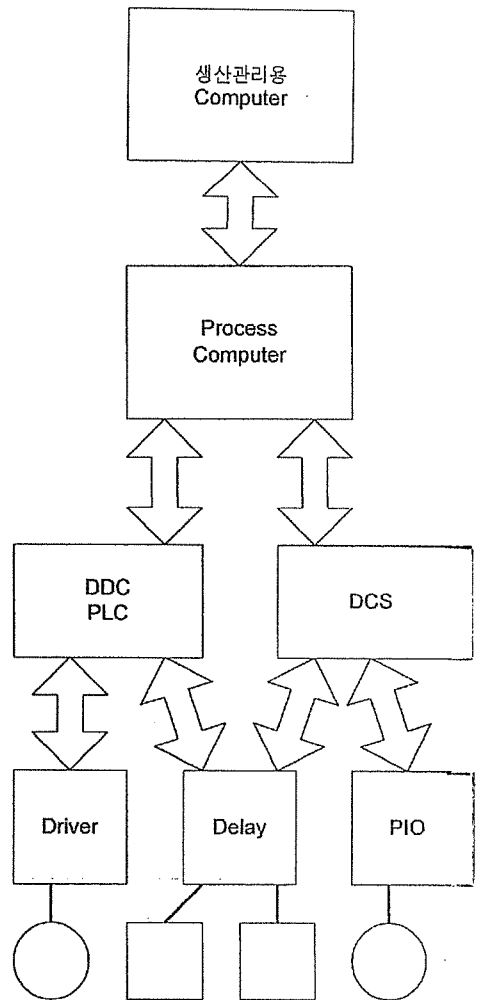 생산관리용
Computer
Process
Computer
DDC
PLC
DCS
Driver
Delay
PIO